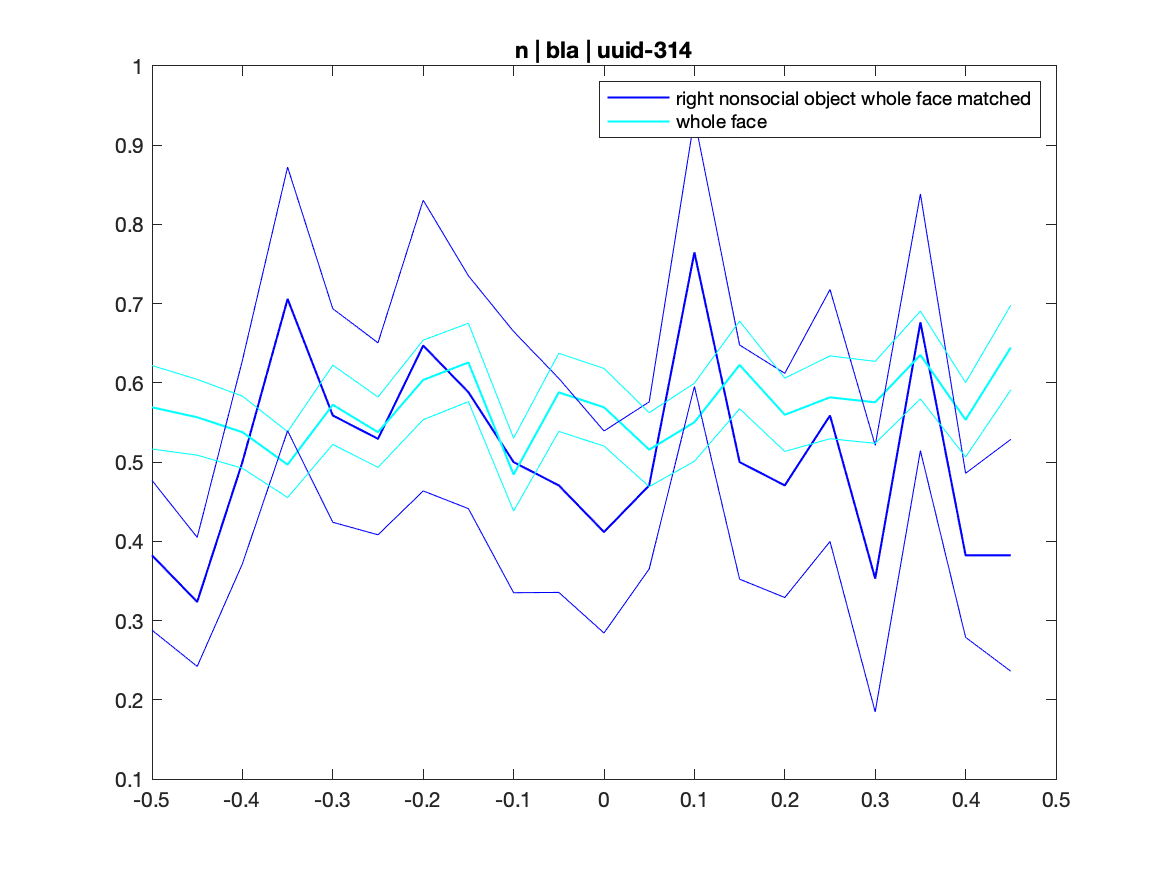 n | bla | uuid-314
right nonsocial object whole face matched
whole face
1
0.9
0.8
0.7
0.6
0.5
0.4
0.3
0.2
0.1
-0.5 -0.4 -0.3 -0.2 -0.1 0 0.1 0.2 0.3 0.4 0.5